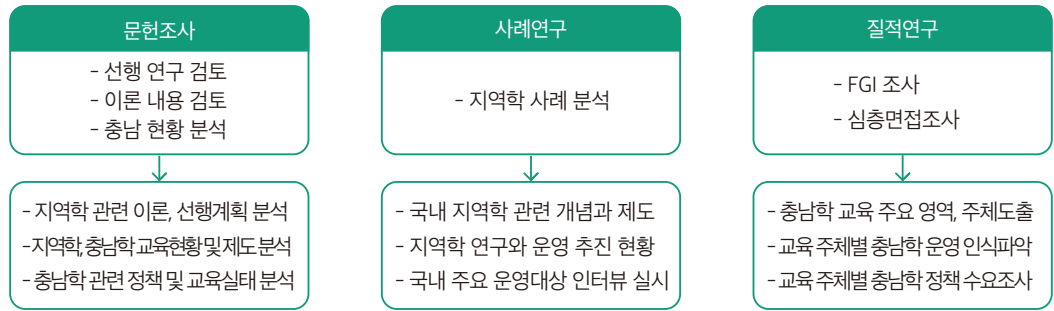 문헌조사
- 선행 연구 검토
- 이론 내용 검토
- 충남 현황 분석
- 지역학 관련 이론, 선행계획 분석
- 지역학, 충남학 교육현황 및 제도 분석
- 충남학 관련 정책 및 교육실태 분석
사례연구
- 지역학 사례 분석
- 국내 지역학 관련 개념과 제도
- 지역학 연구와 운영 추진 현황
- 국내 주요 운영대상 인터뷰 실시
질적연구
- FGI 조사
- 심층면접조사
- 충남학 교육 주요 영역, 주체도출
- 교육 주체별 충남학 운영 인식파악
- 교육 주체별 충남학 정책 수요조사